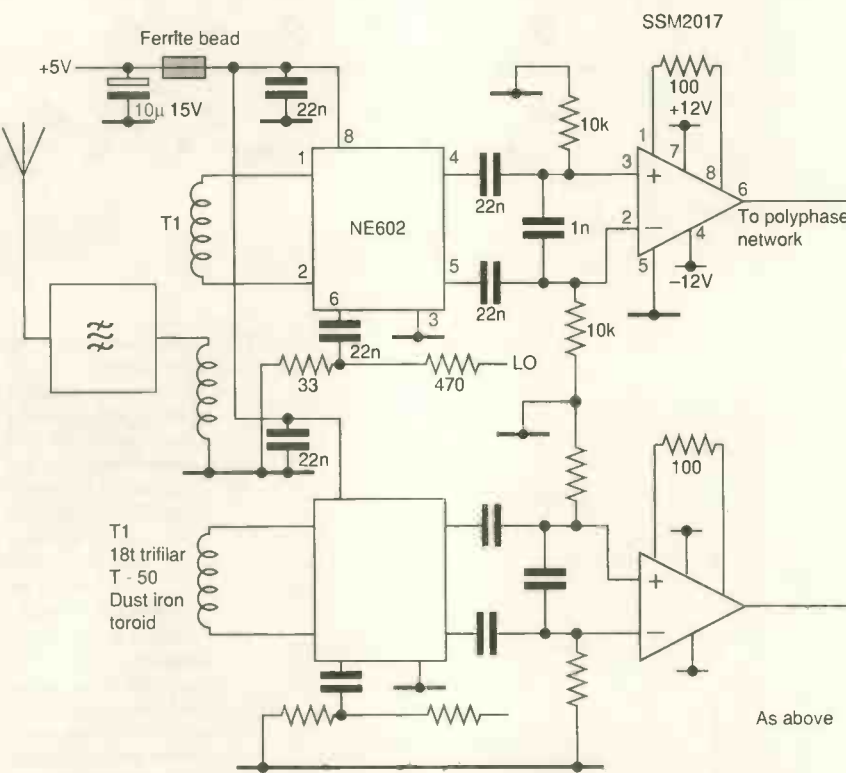 SSM2017
Ferrite bead
+5V
10µ 15V
22n
100
+12V
10k
1
7
8
8
1
4
3
6
+
T1
NE602
22n
1n
2
−
To polyphase
network
4
2
5
5
−12V
22n
6
3
22n
10k
33
470
LO
22n
100
T1
18t trifilar
T - 50
Dust iron
toroid
+
−
As above